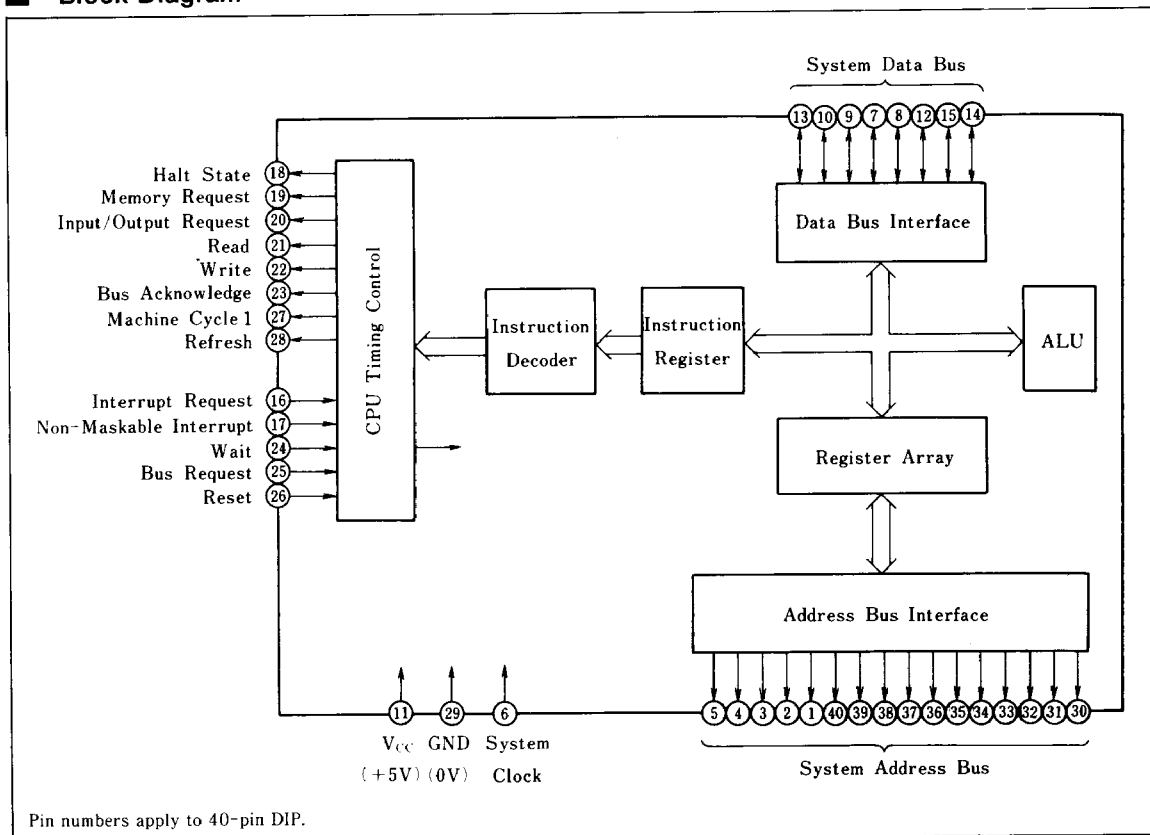 Block Diagram
System Data Bus
13 10 9 7 8 12 15 14
Halt State 18
Memory Request 19
Input/Output Request 20
Read 21
Write 22
Bus Acknowledge 23
Machine Cycle 1 27
Refresh 28
Interrupt Request 16
Non-Maskable Interrupt 17
Wait 24
Bus Request 25
Reset 26
CPU Timing Control
Instruction
Decoder
Instruction
Register
Data Bus Interface
ALU
Register Array
Address Bus Interface
11 29 6
VCC GND System
(+5V) (0V) Clock
5 4 3 2 1 40 39 38 37 36 35 34 33 32 31 30
System Address Bus
Pin numbers apply to 40-pin DIP.